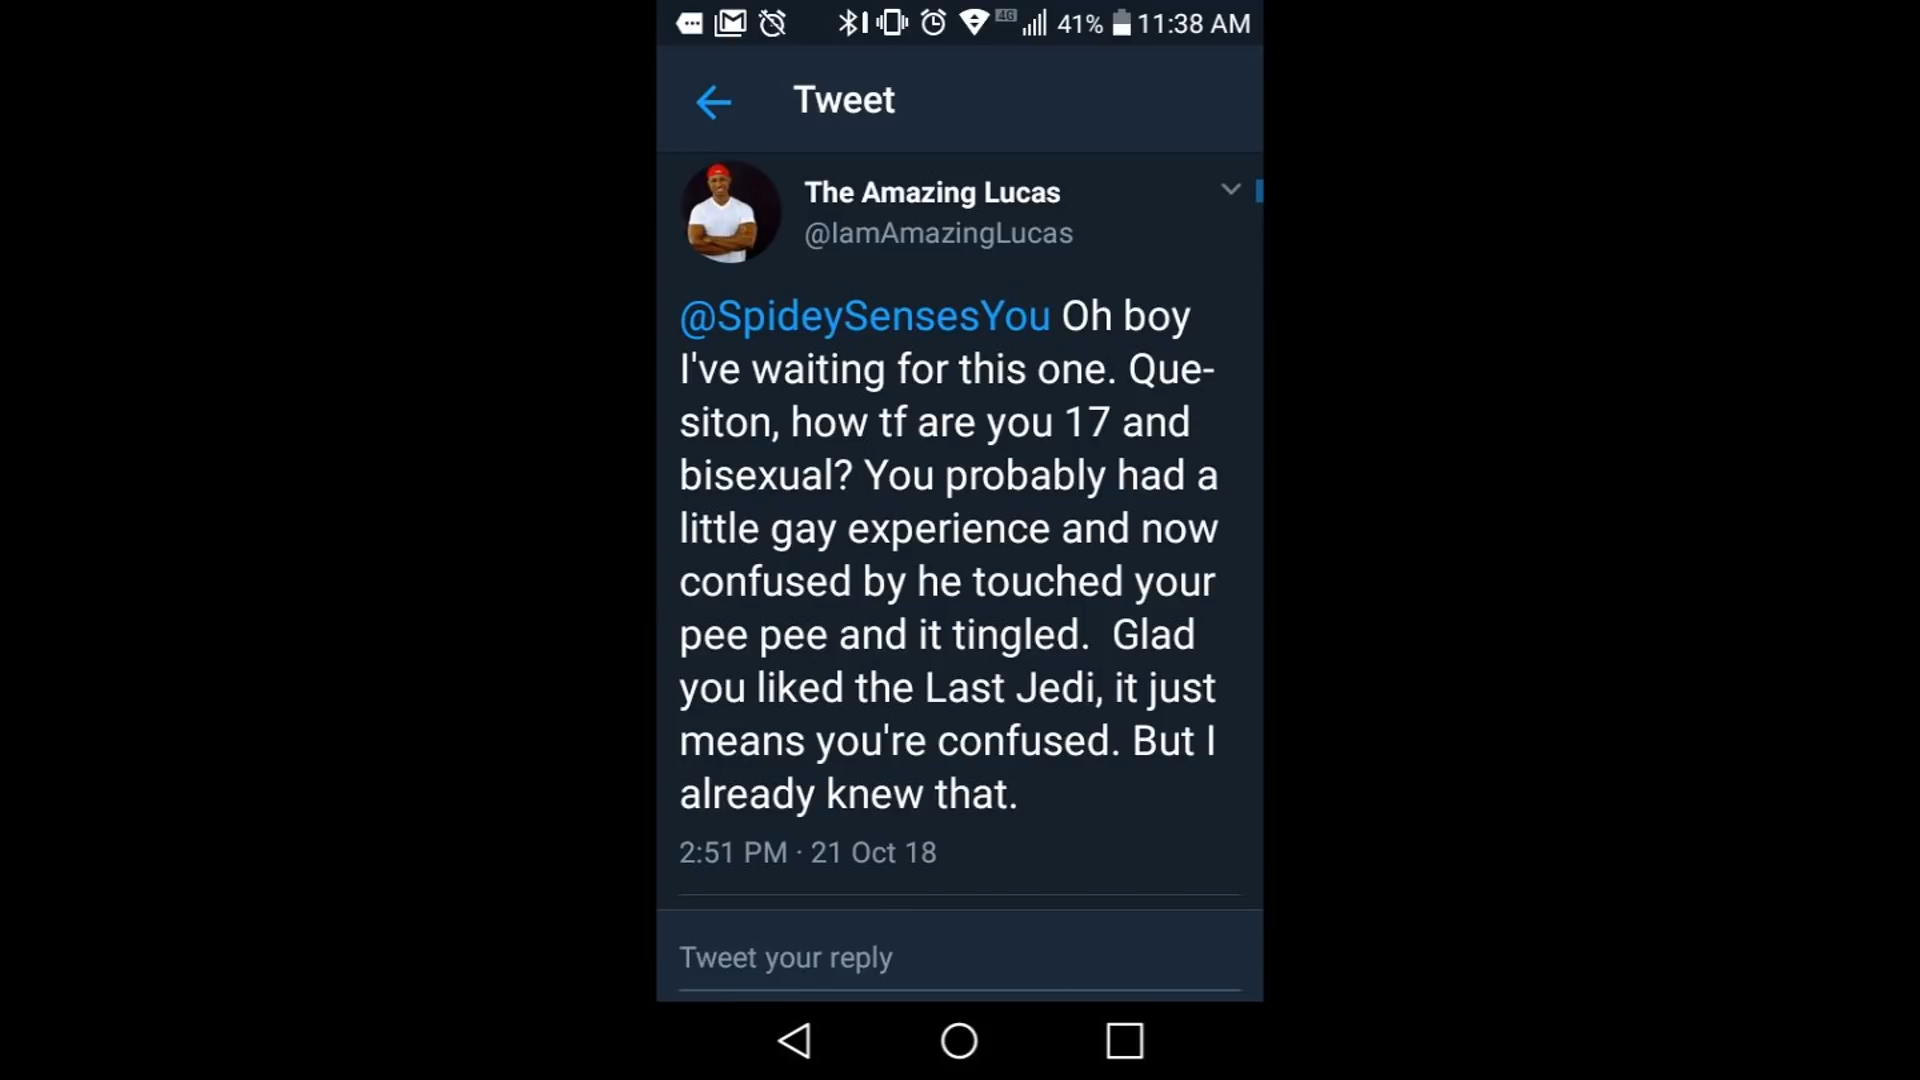 4G 41% 11:38 AM
Tweet
The Amazing Lucas
@IamAmazingLucas
@SpideySensesYou Oh boy
I've waiting for this one. Que-
siton, how tf are you 17 and
bisexual? You probably had a
little gay experience and now
confused by he touched your
pee pee and it tingled.  Glad
you liked the Last Jedi, it just
means you're confused. But I
already knew that.
2:51 PM · 21 Oct 18
Tweet your reply